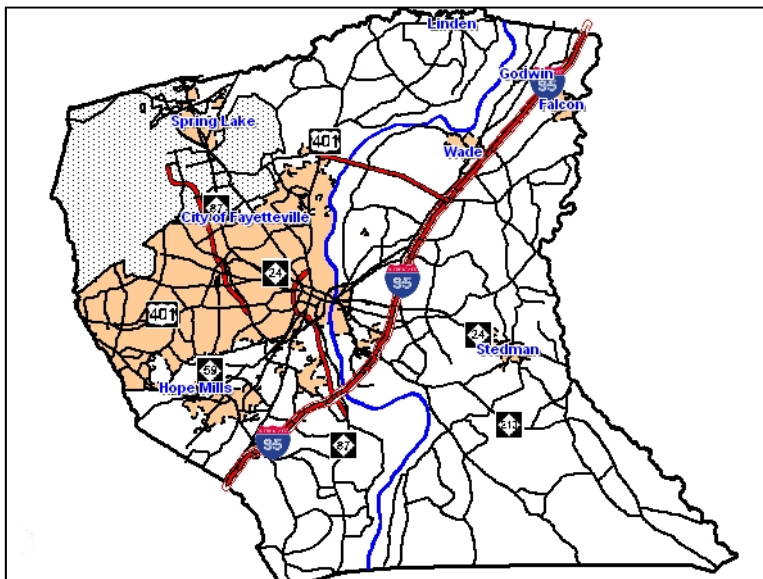 Linden
Godwin
95
Falcon
Spring Lake
401
Wade
87
City of Fayetteville
24
95
401
24
Stedman
59
Hope Mills
210
95
87